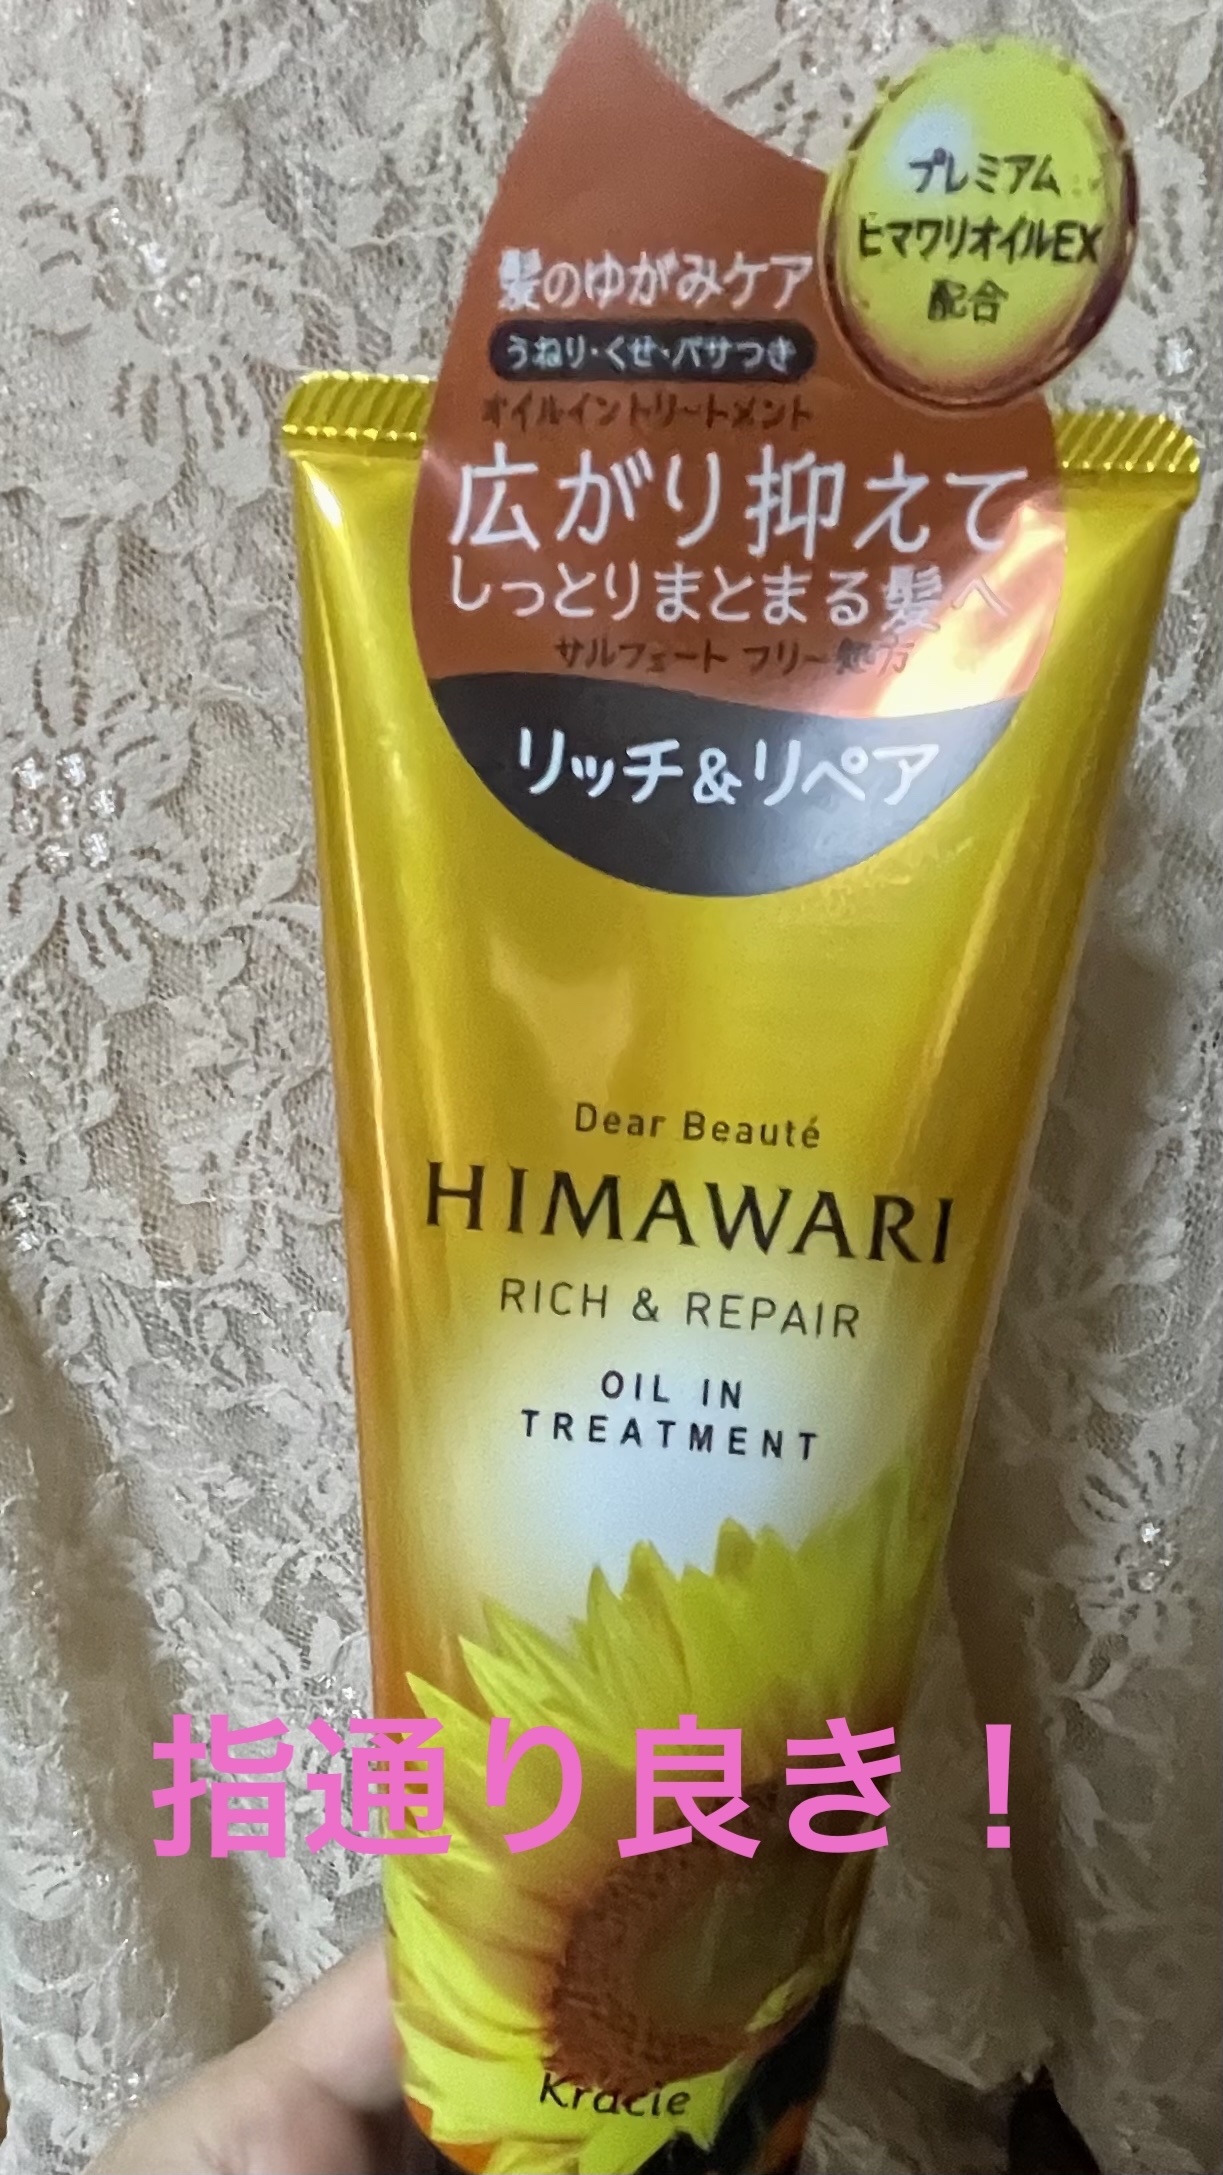 プレミアム
ヒマワリオイルEX
配合
髪のゆがみケア
うねり・くせ・パサつき
オイルイントリートメント
広がり抑えて
しっとりまとまる髪へ
サルフェート フリー処方
リッチ&リペア
Dear Beauté
HIMAWARI
RICH & REPAIR
OIL IN
TREATMENT
指通り良き！
Kracie